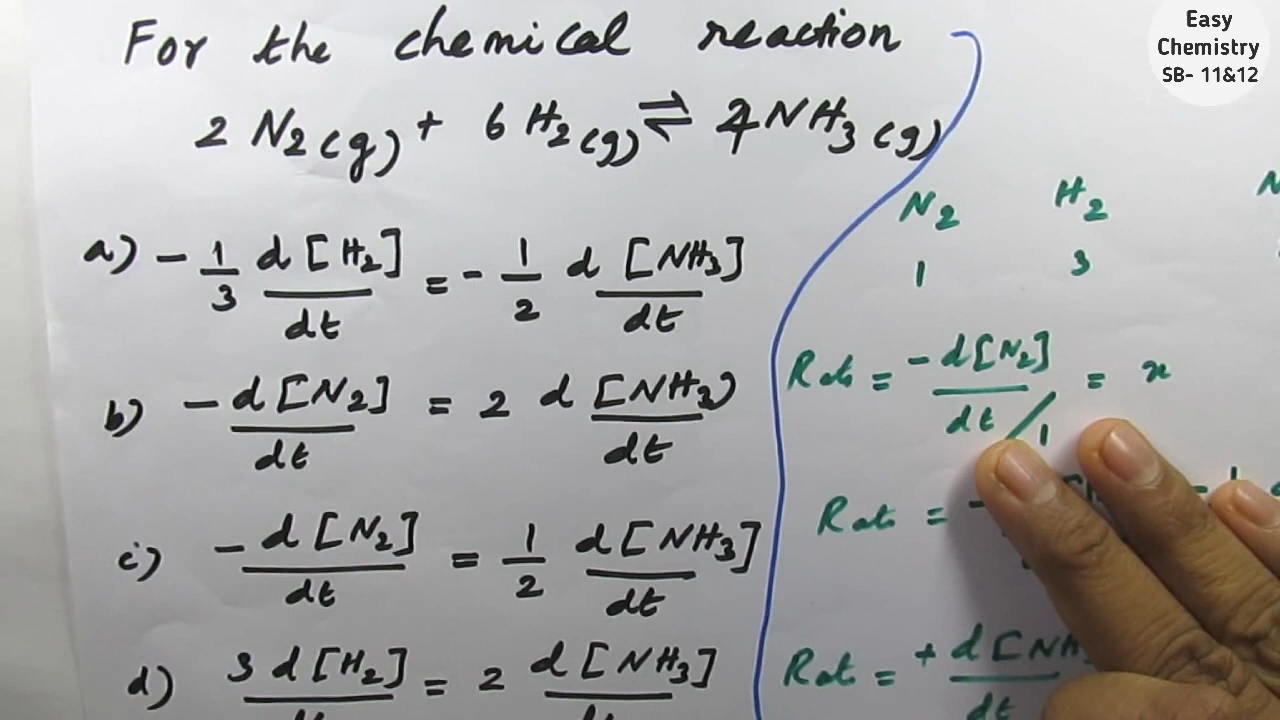 For the chemical reaction
2 N2(g) + 6 H2(g) ⇌ 4NH3(g)
a) - 1/3 d[H2]/dt = - 1/2 d[NH3]/dt
b) - d[N2]/dt = 2 d[NH3)/dt
c) - d[N2]/dt = 1/2 d[NH3]/dt
d) 3 d[H2] = 2 d[NH3]
N2 H2 N
1 3
Rate = - d[N2]/dt / 1 = x
Rate = -
Rate = + d[NH /dt
Easy
Chemistry
SB- 11&12